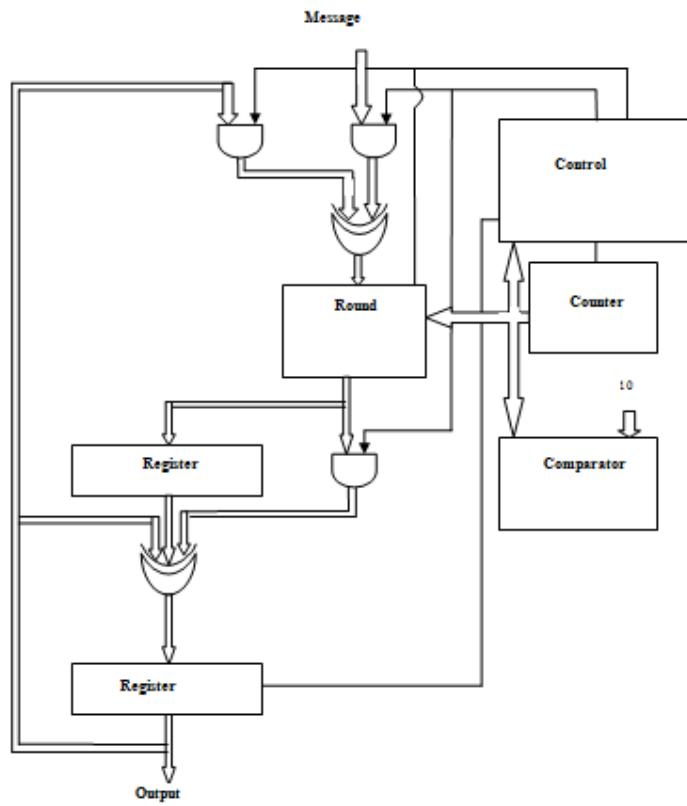 Message
Control
Round
Counter
10
Register
Comparator
Register
Output